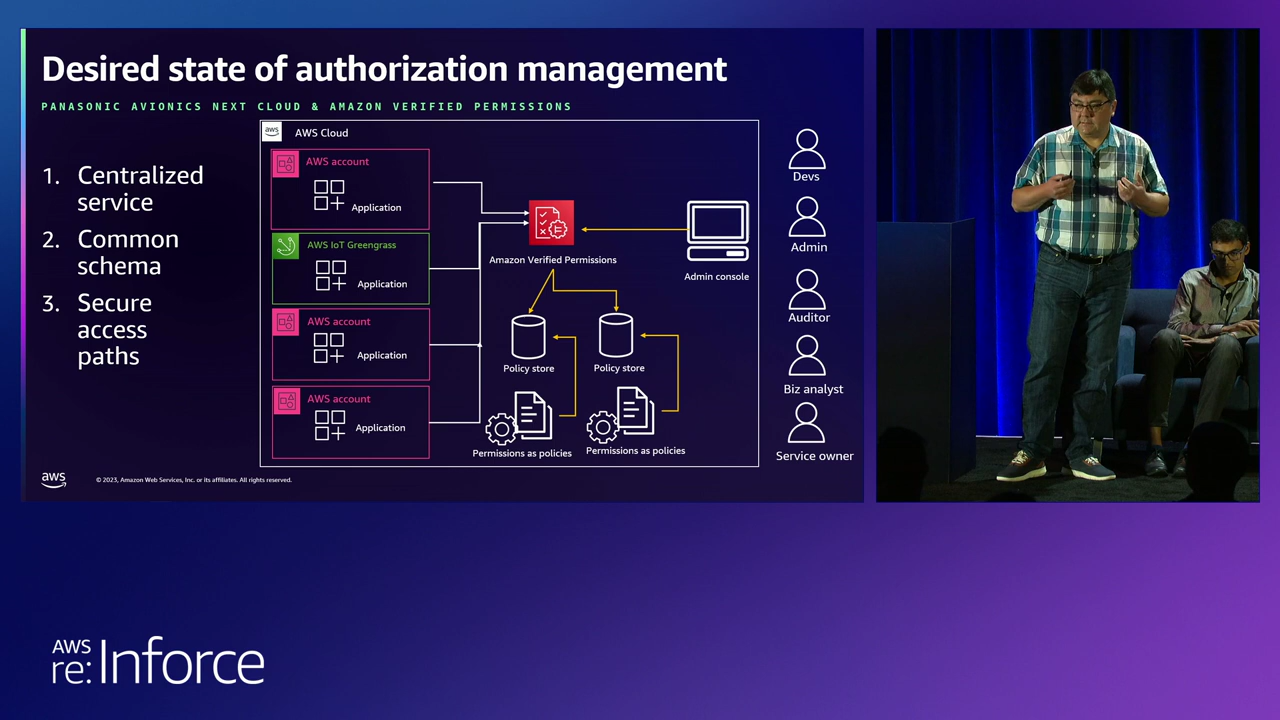 Desired state of authorization management
PANASONIC AVIONICS NEXT CLOUD & AMAZON VERIFIED PERMISSIONS
1. Centralized
service
2. Common
schema
3. Secure
access
paths
aws
AWS Cloud
AWS account
Application
AWS IoT Greengrass
Application
AWS account
Application
AWS account
Application
Amazon Verified Permissions
Admin console
Policy store
Policy store
Permissions as policies
Permissions as policies
Devs
Admin
Auditor
Biz analyst
Service owner
aws
© 2023, Amazon Web Services, Inc. or its affiliates. All rights reserved.
AWS
re:Inforce